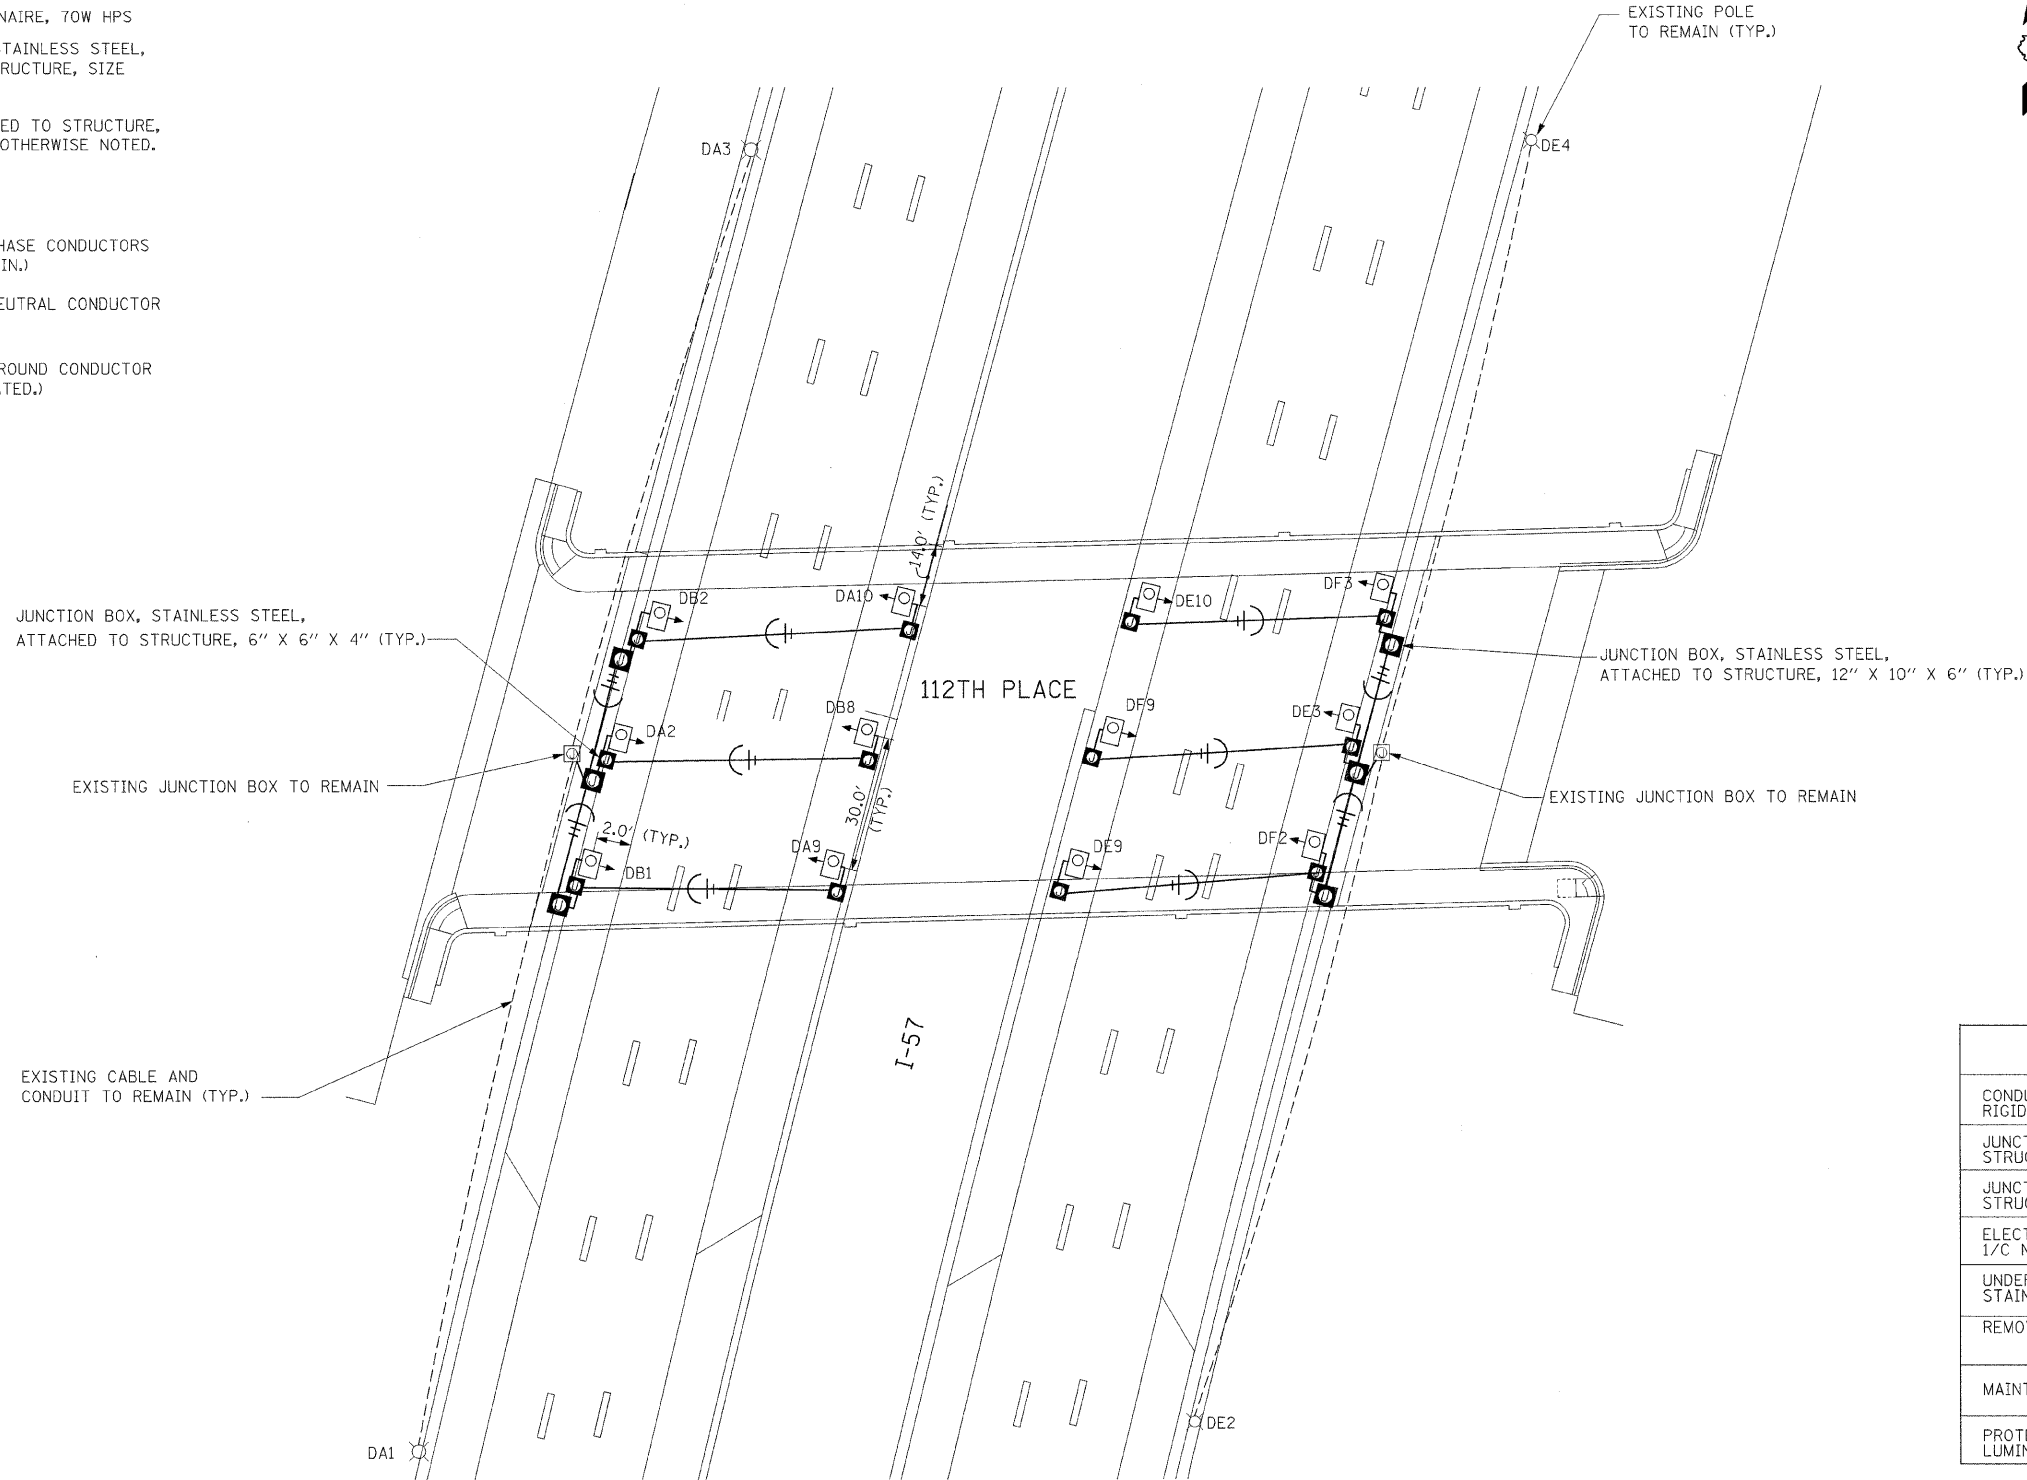 NAIRE, 70W HPS
STAINLESS STEEL,
RUCTURE, SIZE
ED TO STRUCTURE,
OTHERWISE NOTED.
HASE CONDUCTORS
IN.)
EUTRAL CONDUCTOR
ROUND CONDUCTOR
TED.)
EXISTING POLE
TO REMAIN (TYP.)
DA3
DE4
14.0' (TYP.)
DB2
DA10
DE10
DF3
JUNCTION BOX, STAINLESS STEEL,
ATTACHED TO STRUCTURE, 6" X 6" X 4" (TYP.)
JUNCTION BOX, STAINLESS STEEL,
ATTACHED TO STRUCTURE, 12" X 10" X 6" (TYP.)
112TH PLACE
DA2
DB8
DF9
DE3
EXISTING JUNCTION BOX TO REMAIN
EXISTING JUNCTION BOX TO REMAIN
30.0'
(TYP.)
2.0' (TYP.)
DB1
DA9
DE9
DF2
I-57
EXISTING CABLE AND
CONDUIT TO REMAIN (TYP.)
DA1
DE2
CONDU
RIGID
JUNCT
STRUC
JUNCT
STRUC
ELECT
1/C N
UNDER
STAIN
REMO
MAINT
PROTE
LUMIN